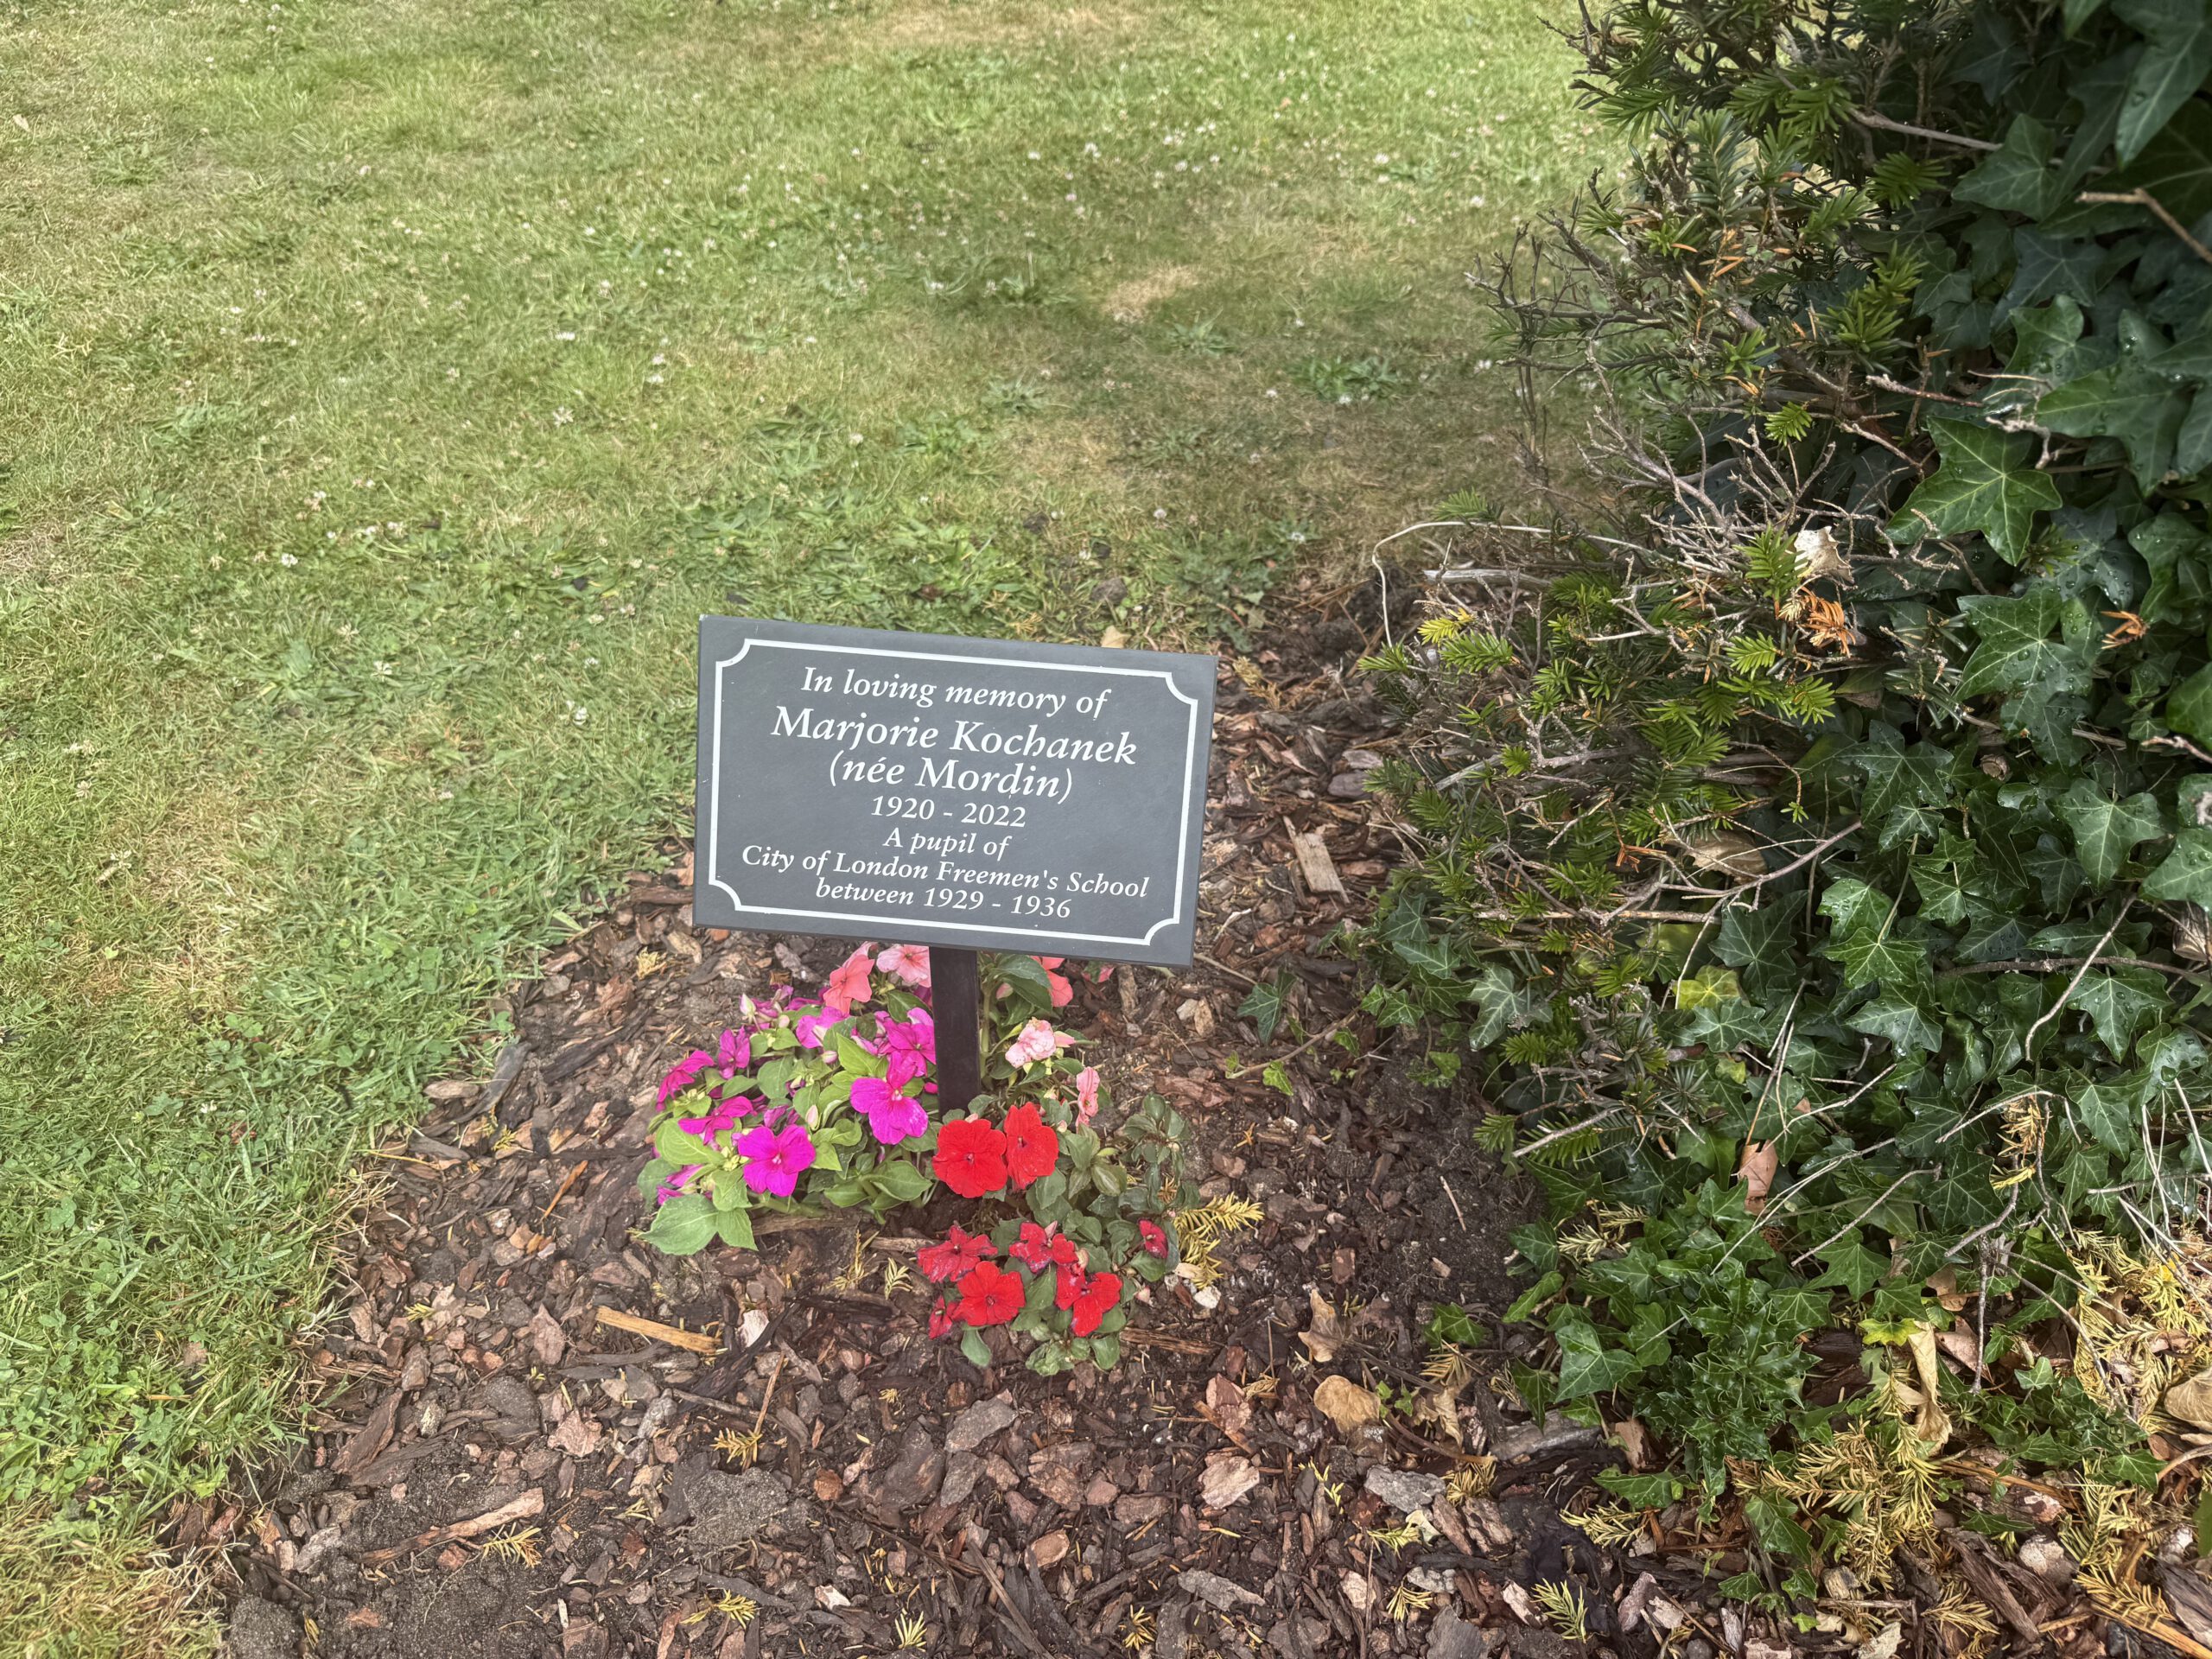 In loving memory of
Marjorie Kochanek
(née Mordin)
1920 - 2022
A pupil of
City of London Freemen's School
between 1929 - 1936